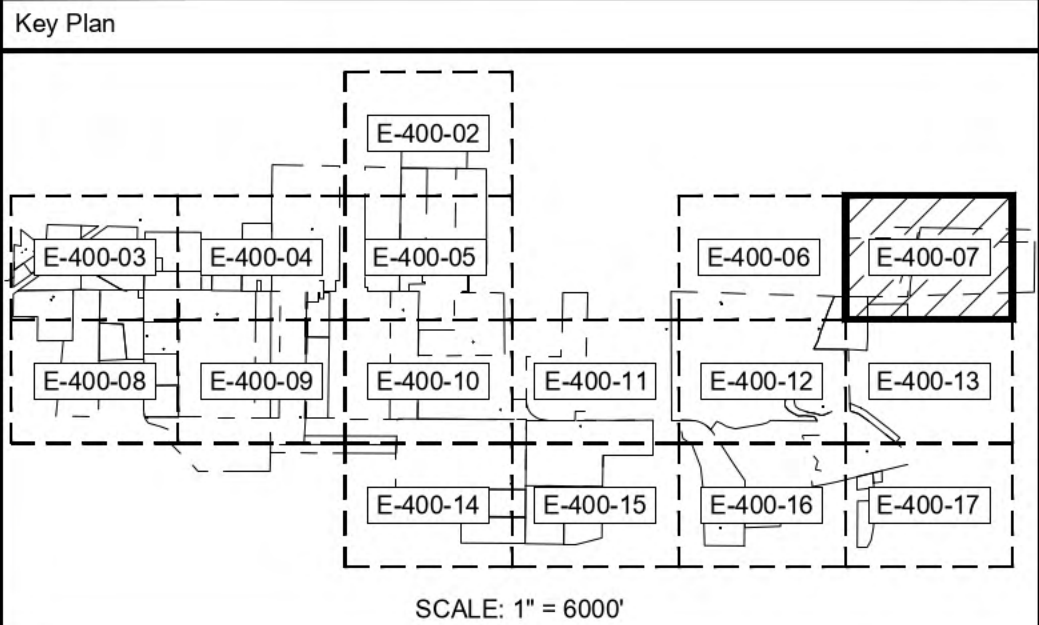 Key Plan
E-400-02
E-400-03
E-400-04
E-400-05
E-400-06
E-400-07
E-400-08
E-400-09
E-400-10
E-400-11
E-400-12
E-400-13
E-400-14
E-400-15
E-400-16
E-400-17
SCALE: 1" = 6000'